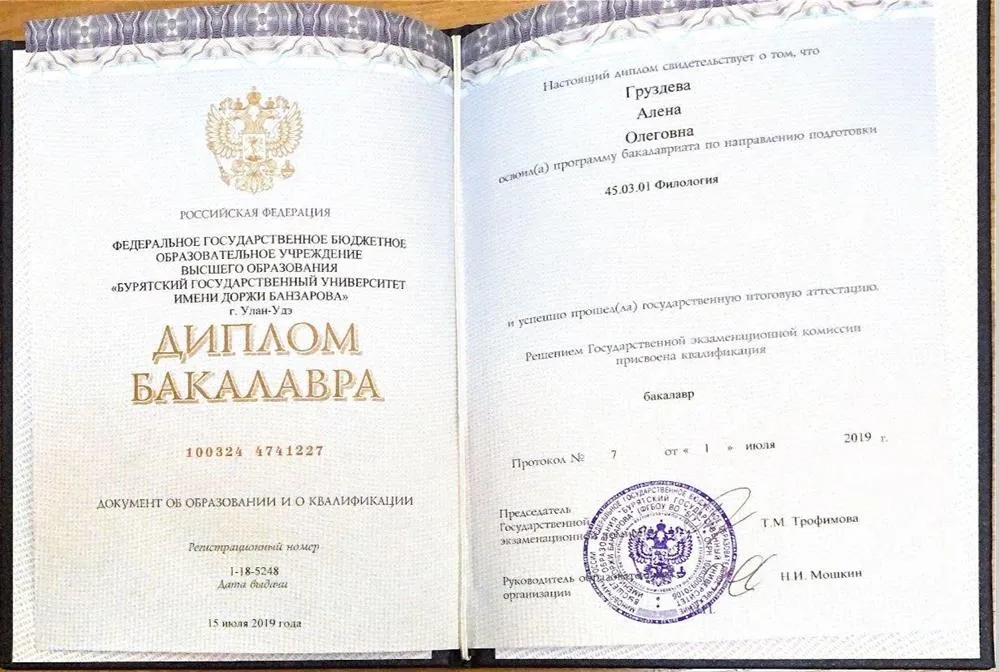 РОССИЙСКАЯ ФЕДЕРАЦИЯ
ФЕДЕРАЛЬНОЕ ГОСУДАРСТВЕННОЕ БЮДЖЕТНОЕ
ОБРАЗОВАТЕЛЬНОЕ УЧРЕЖДЕНИЕ
ВЫСШЕГО ОБРАЗОВАНИЯ
«БУРЯТСКИЙ ГОСУДАРСТВЕННЫЙ УНИВЕРСИТЕТ
ИМЕНИ ДОРЖИ БАНЗАРОВА»
г. Улан-Удэ
ДИПЛОМ
БАКАЛАВРА
100324 4741227
ДОКУМЕНТ ОБ ОБРАЗОВАНИИ И О КВАЛИФИКАЦИИ
Регистрационный номер
1-18-5248
Дата выдачи
15 июля 2019 года
Настоящий диплом свидетельствует о том, что
Груздева
Алена
Олеговна
освоил(а) программу бакалавриата по направлению подготовки
45.03.01 Филология
и успешно прошел(ла) государственную итоговую аттестацию.
Решением Государственной экзаменационной комиссии
присвоена квалификация
бакалавр
Протокол № 7 от « 1 » июля 2019 г.
Председатель
Государственной
экзаменационной
Т.М. Трофимова
Руководитель
организации
Н.И. Мошкин